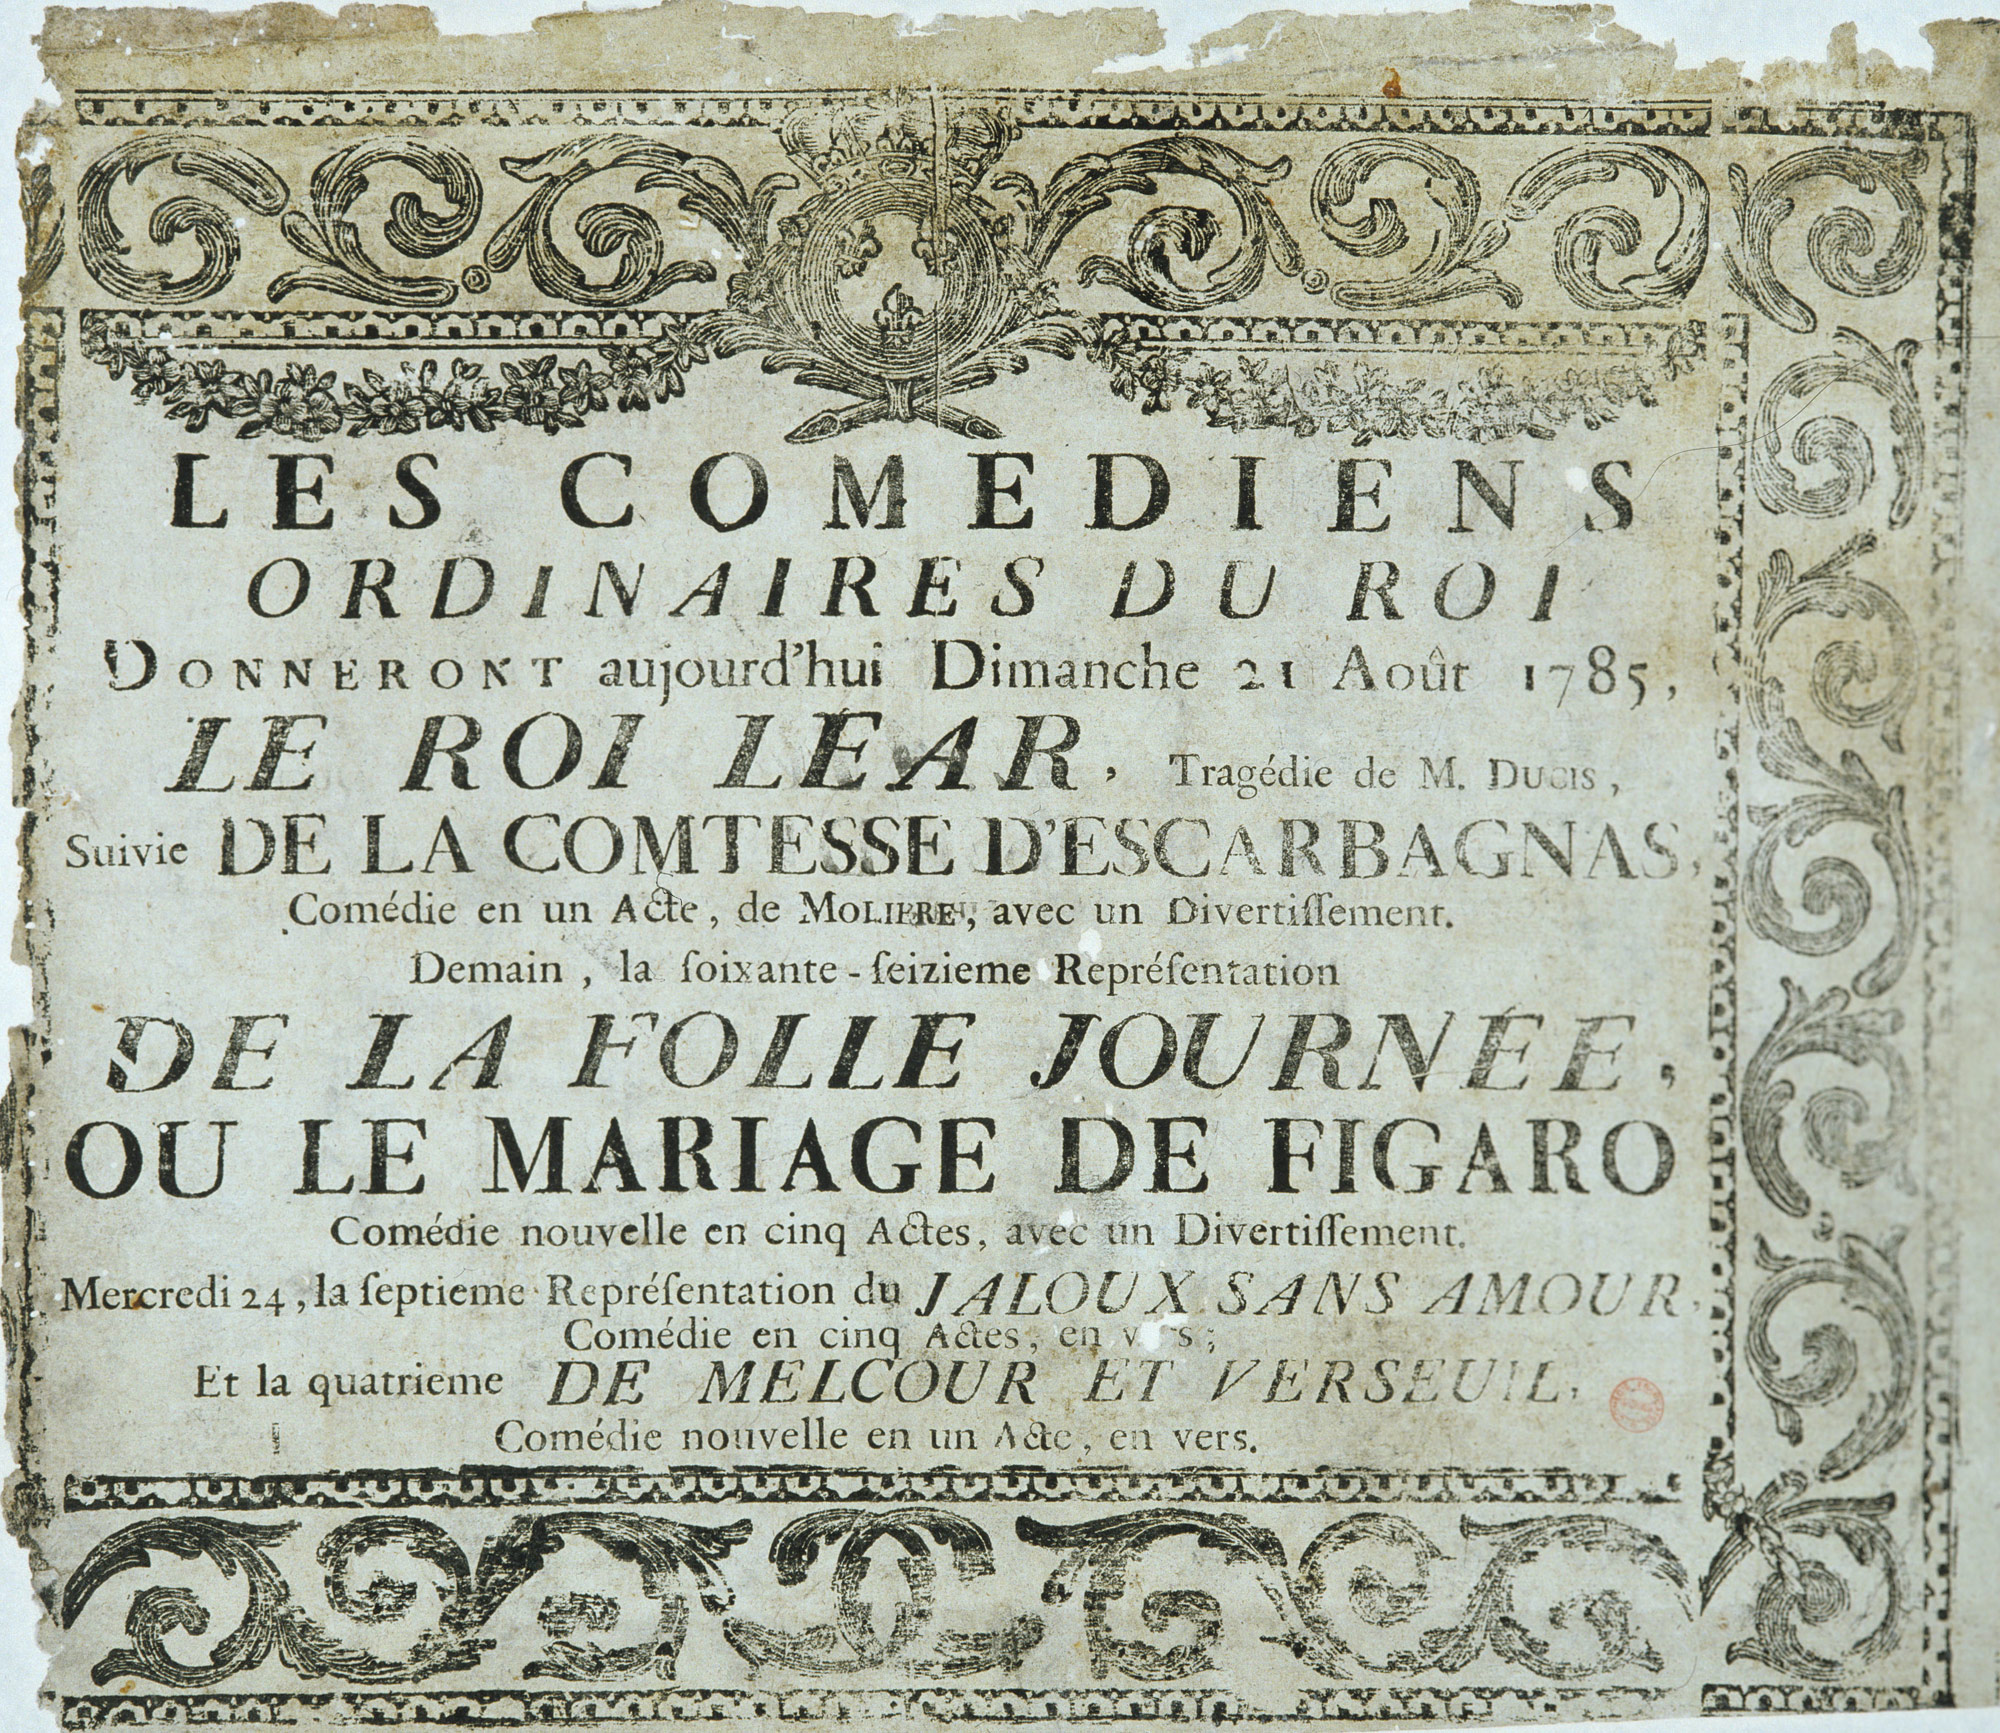 LES COMEDIENS
ORDINAIRES DU ROI
DONNERONT aujourd'hui Dimanche 21 Août 1785,
LE ROI LÉAR, Tragédie de M. DUCIS,
Suivie DE LA COMTESSE D'ESCARBAGNAS,
Comédie en un Acte, de MOLIERE, avec un Divertiſſement.
Demain, la ſoixante-ſeizieme Repréſentation
DE LA FOLLE JOURNÉE,
OU LE MARIAGE DE FIGARO
Comédie nouvelle en cinq Actes, avec un Divertiſſement.
Mercredi 24, la ſeptieme Repréſentation du JALOUX SANS AMOUR,
Comédie en cinq Actes, en vers;
Et la quatrieme DE MELCOUR ET VERSEUIL,
Comédie nouvelle en un Acte, en vers.